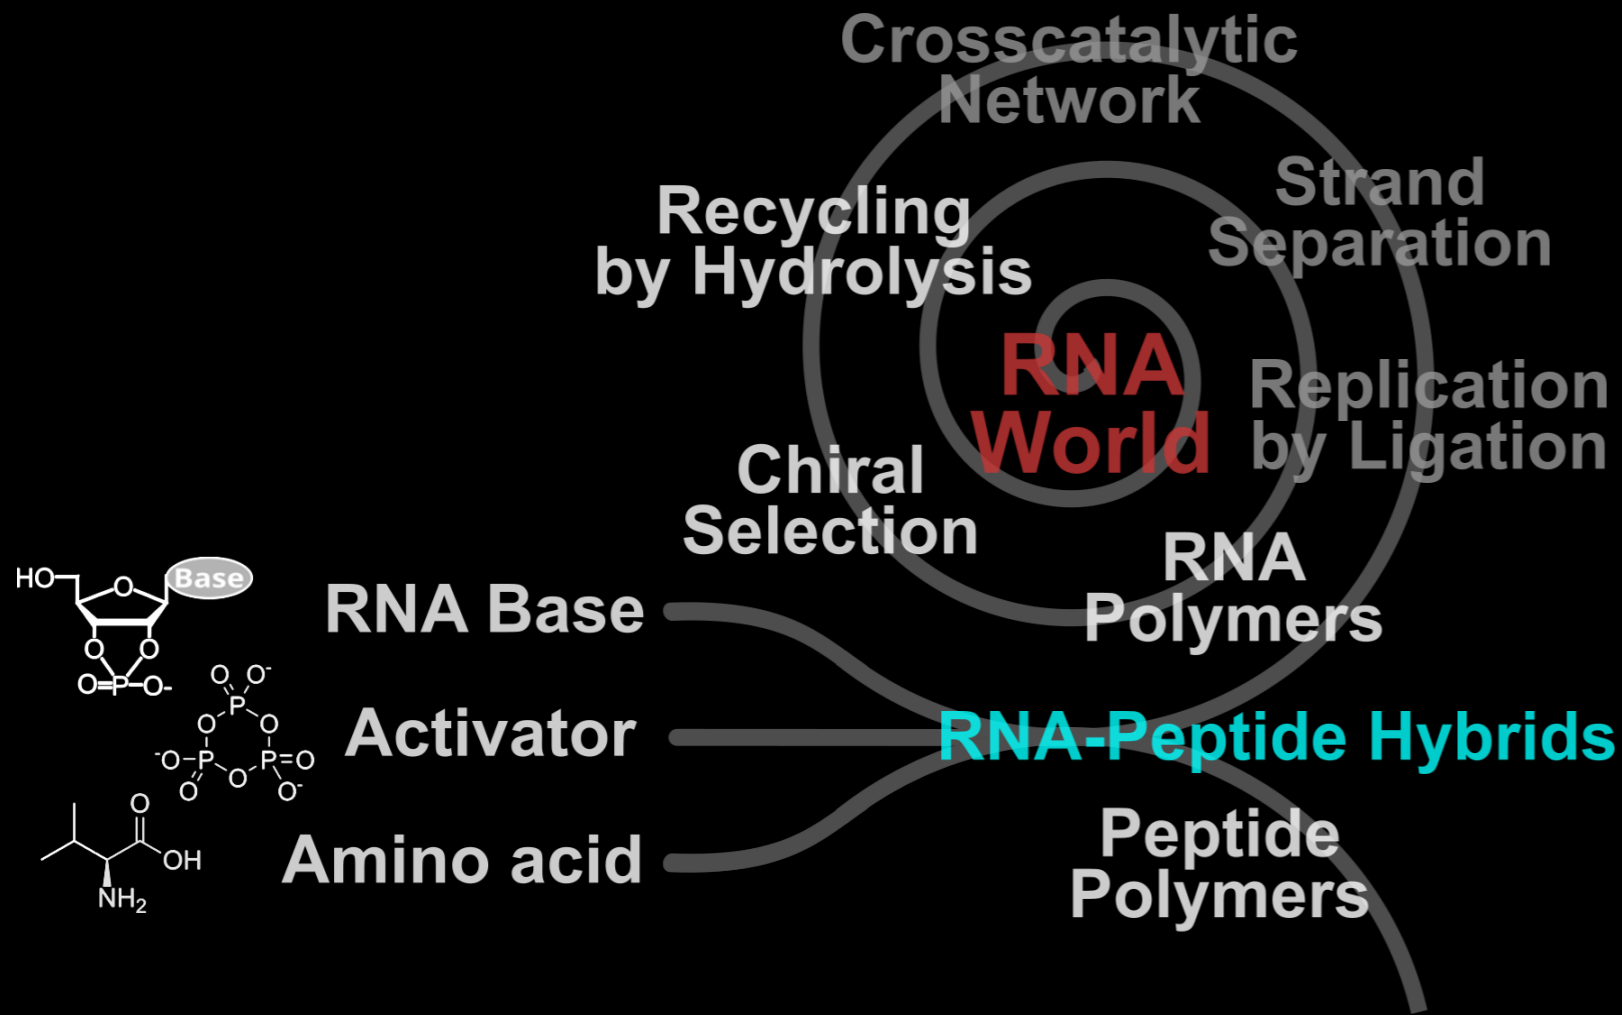 Crosscatalytic
Network
Strand
Separation
Recycling
by Hydrolysis
RNA
World
Replication
by Ligation
Chiral
Selection
RNA
Polymers
HO
O
Base
O
O
O=P-O-
RNA Base
O
O-
P
O
O
-O-P
P=O
O
O
O-
Activator
RNA-Peptide Hybrids
O
OH
NH2
Amino acid
Peptide
Polymers